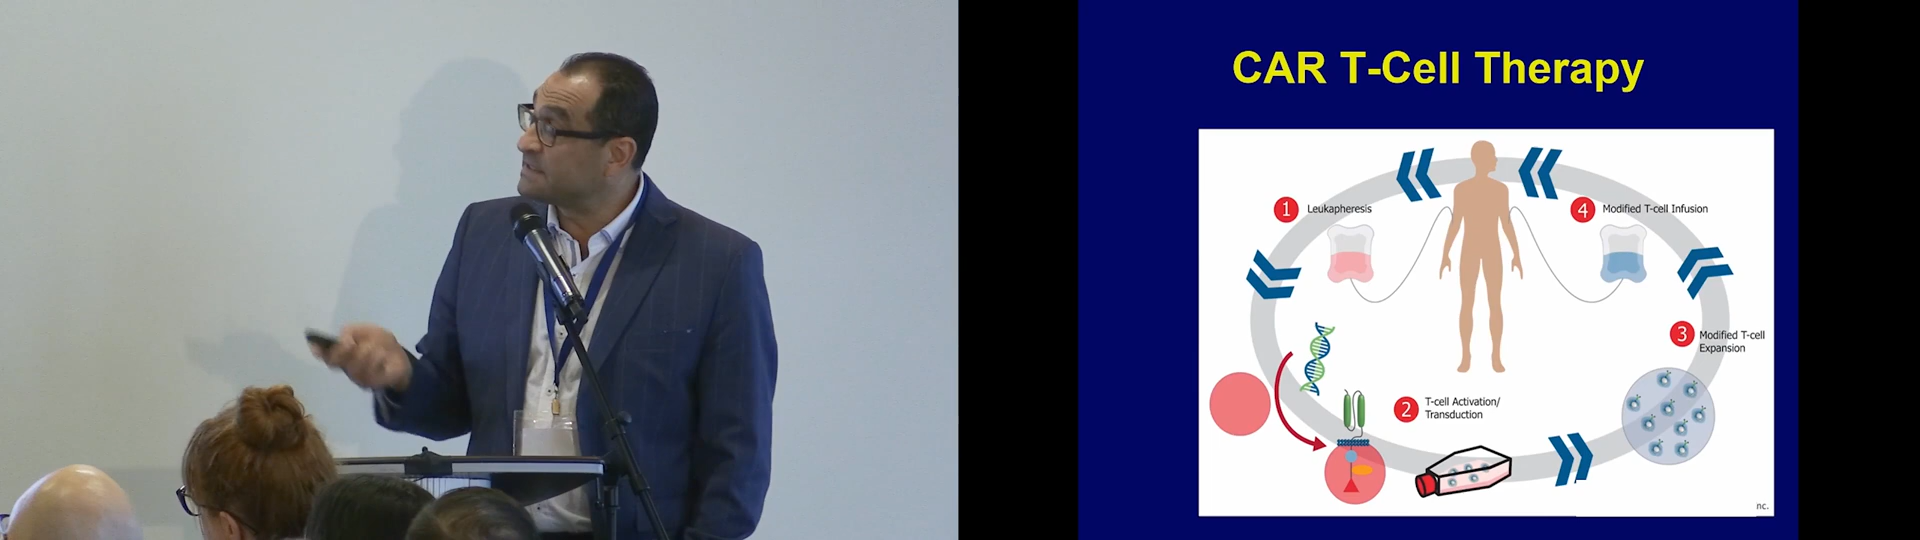 CAR T-Cell Therapy
1 Leukapheresis
4 Modified T-cell Infusion
3 Modified T-cell
Expansion
2 T-cell Activation/
Transduction
nc.